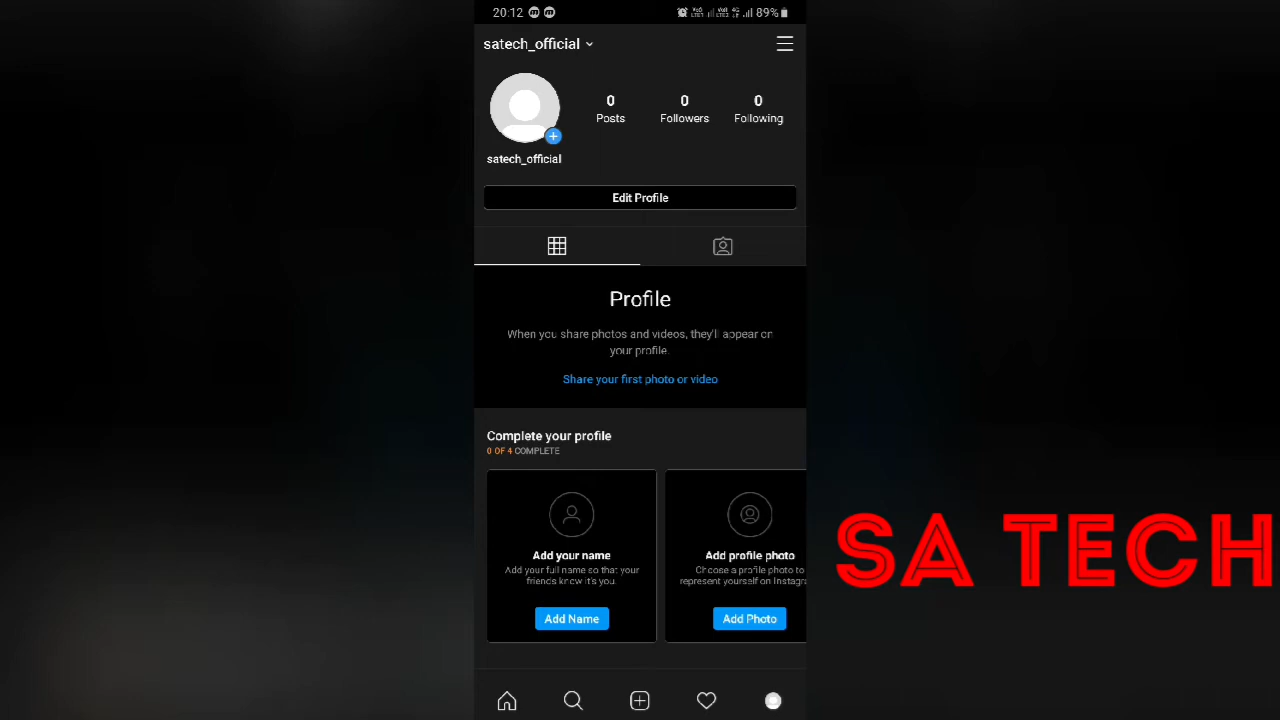 20:12
89%
satech_official
0
0
0
Posts
Followers
Following
satech_official
Edit Profile
Profile
When you share photos and videos, they'll appear on
your profile.
Share your first photo or video
Complete your profile
0 OF 4 COMPLETE
Add your name
Add your full name so that your
friends know it's you.
Add Name
Add profile photo
Choose a profile photo to
represent yourself on Instagra
Add Photo
SA TECH